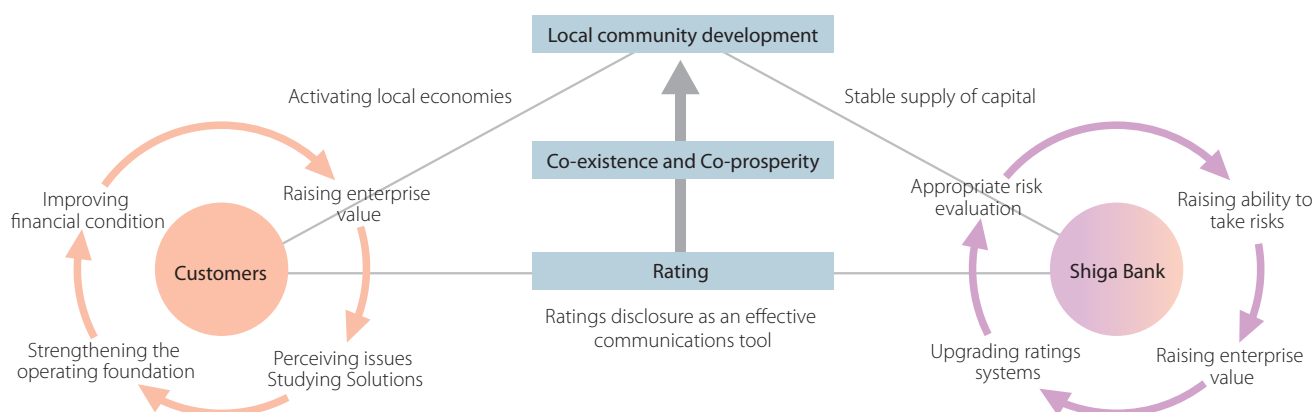 Local community development
Activating local economies
Stable supply of capital
Co-existence and Co-prosperity
Improving
financial condition
Raising enterprise
value
Appropriate risk
evaluation
Raising ability to
take risks
Customers
Rating
Shiga Bank
Ratings disclosure as an effective
communications tool
Strengthening the
operating foundation
Perceiving issues
Studying Solutions
Upgrading ratings
systems
Raising enterprise
value